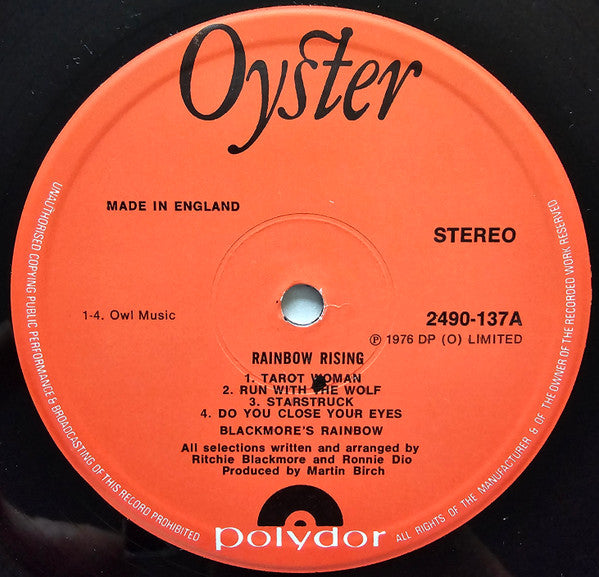 Oyster
MADE IN ENGLAND
STEREO
1-4. Owl Music
2490-137A
℗ 1976 DP (O) LIMITED
RAINBOW RISING
1. TAROT WOMAN
2. RUN WITH THE WOLF
3. STARSTRUCK
4. DO YOU CLOSE YOUR EYES
BLACKMORE'S RAINBOW
All selections written and arranged by
Ritchie Blackmore and Ronnie Dio
Produced by Martin Birch
polydor
UNAUTHORISED COPYING PUBLIC PERFORMANCE & BROADCASTING OF THIS RECORD PROHIBITED
ALL RIGHTS OF THE MANUFACTURER & OF THE OWNER OF THE RECORDED WORK RESERVED